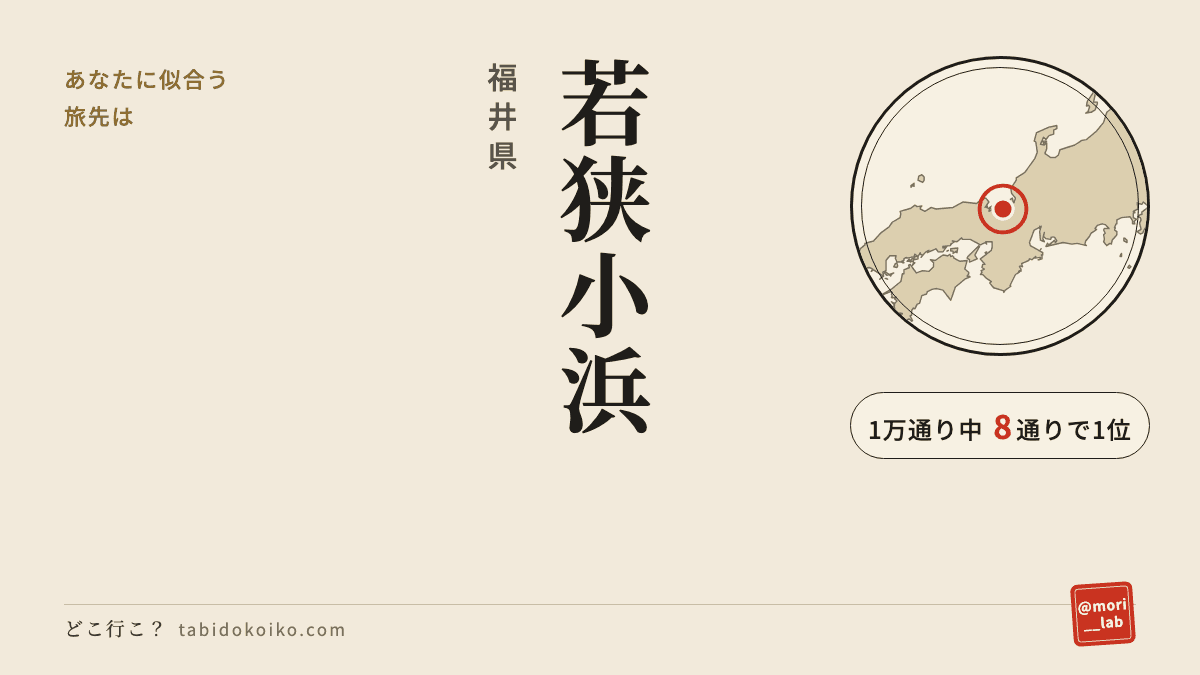 あなたに似合う
旅先は
若狭小浜
福井県
1万通り中 8通りで1位
どこ行こ？ tabidokoiko.com
@mori
__lab